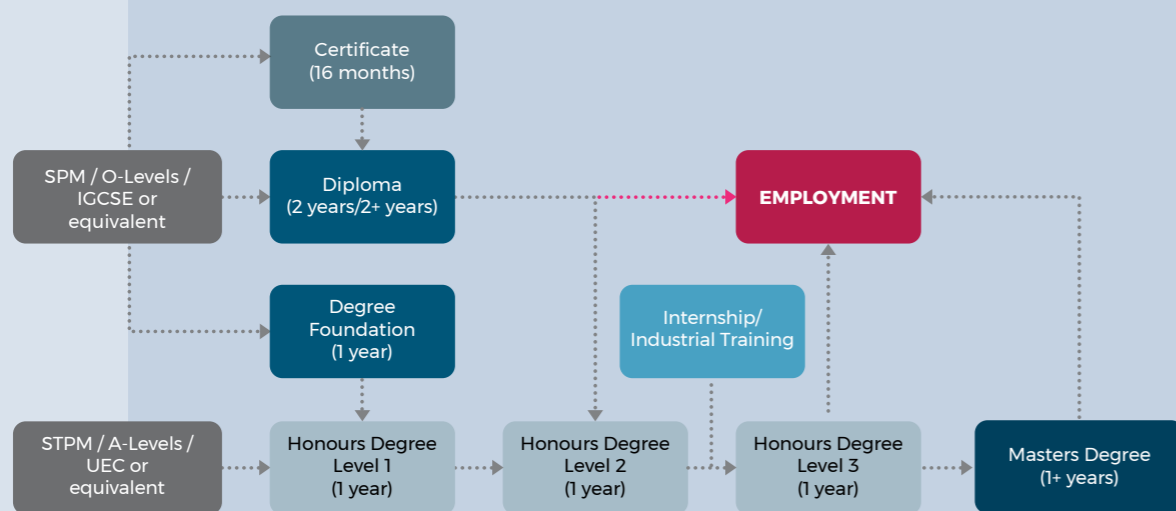 Certificate
(16 months)
SPM / O-Levels /
IGCSE or
equivalent
Diploma
(2 years/2+ years)
EMPLOYMENT
Degree
Foundation
(1 year)
Internship/
Industrial Training
STPM / A-Levels /
UEC or
equivalent
Honours Degree
Level 1
(1 year)
Honours Degree
Level 2
(1 year)
Honours Degree
Level 3
(1 year)
Masters Degree
(1+ years)